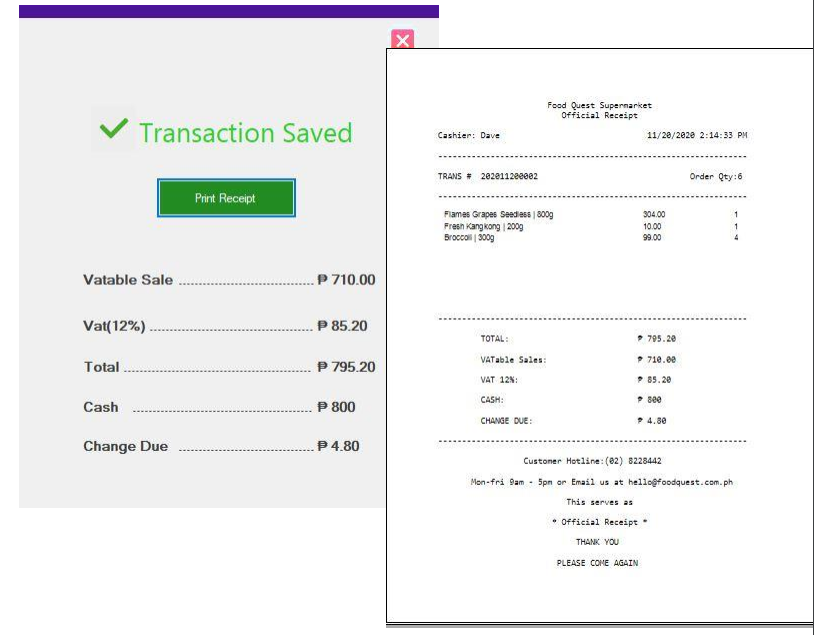 Transaction Saved
Print Receipt
Vatable Sale ........................................ ₱ 710.00
Vat(12%) ........................................ ₱ 85.20
Total ........................................ ₱ 795.20
Cash ........................................ ₱ 800
Change Due ........................................ ₱ 4.80
Food Quest Supermarket
Official Receipt
Cashier: Dave 11/20/2020 2:14:33 PM
--------------------------------------------------
TRANS # 202011200002 Order Qty:6
--------------------------------------------------
Flames Grapes Seedless | 800g 304.00 1
Fresh Kangkong | 200g 10.00 1
Broccoli | 300g 99.00 4
--------------------------------------------------
TOTAL: ₱ 795.20
VATable Sales: ₱ 710.00
VAT 12%: ₱ 85.20
CASH: ₱ 800
CHANGE DUE: ₱ 4.80
--------------------------------------------------
Customer Hotline:(02) 8228442
Mon-fri 9am - 5pm or Email us at hello@foodquest.com.ph
This serves as
* Official Receipt *
THANK YOU
PLEASE COME AGAIN